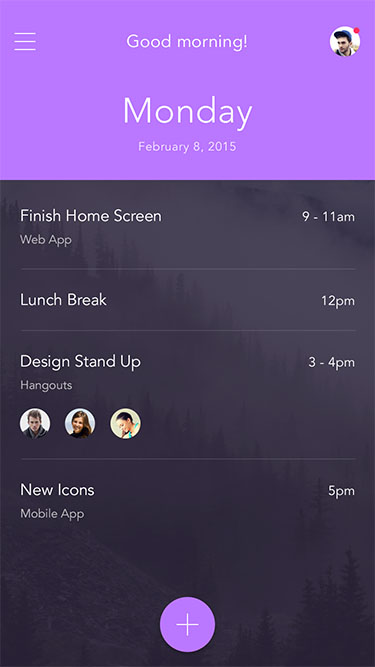 Good morning!
Monday
February 8, 2015
Finish Home Screen
9 - 11am
Web App
Lunch Break
12pm
Design Stand Up
3 - 4pm
Hangouts
New Icons
5pm
Mobile App